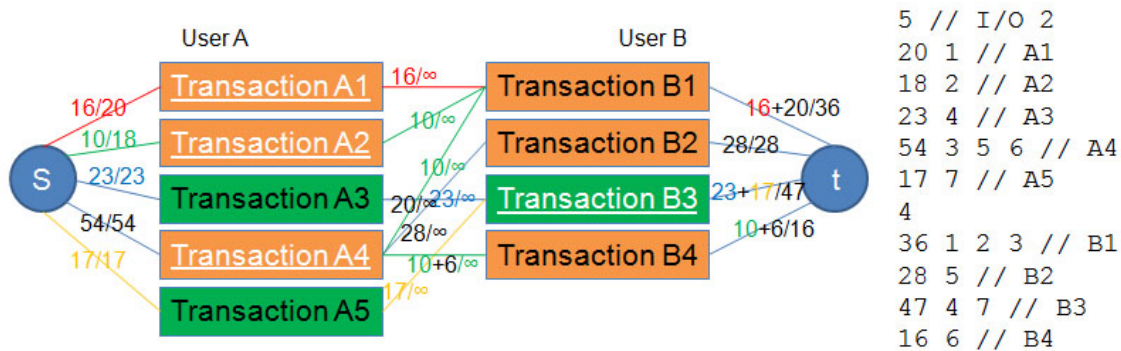 User A
User B
S
t
Transaction A1
Transaction A2
Transaction A3
Transaction A4
Transaction A5
Transaction B1
Transaction B2
Transaction B3
Transaction B4
16/20
10/18
23/23
54/54
17/17
16/∞
10/∞
10/∞
20/∞
23/∞
28/∞
10+6/∞
17/∞
16+20/36
28/28
23+17/47
10+6/16
5 // I/O 2
20 1 // A1
18 2 // A2
23 4 // A3
54 3 5 6 // A4
17 7 // A5
4
36 1 2 3 // B1
28 5 // B2
47 4 7 // B3
16 6 // B4